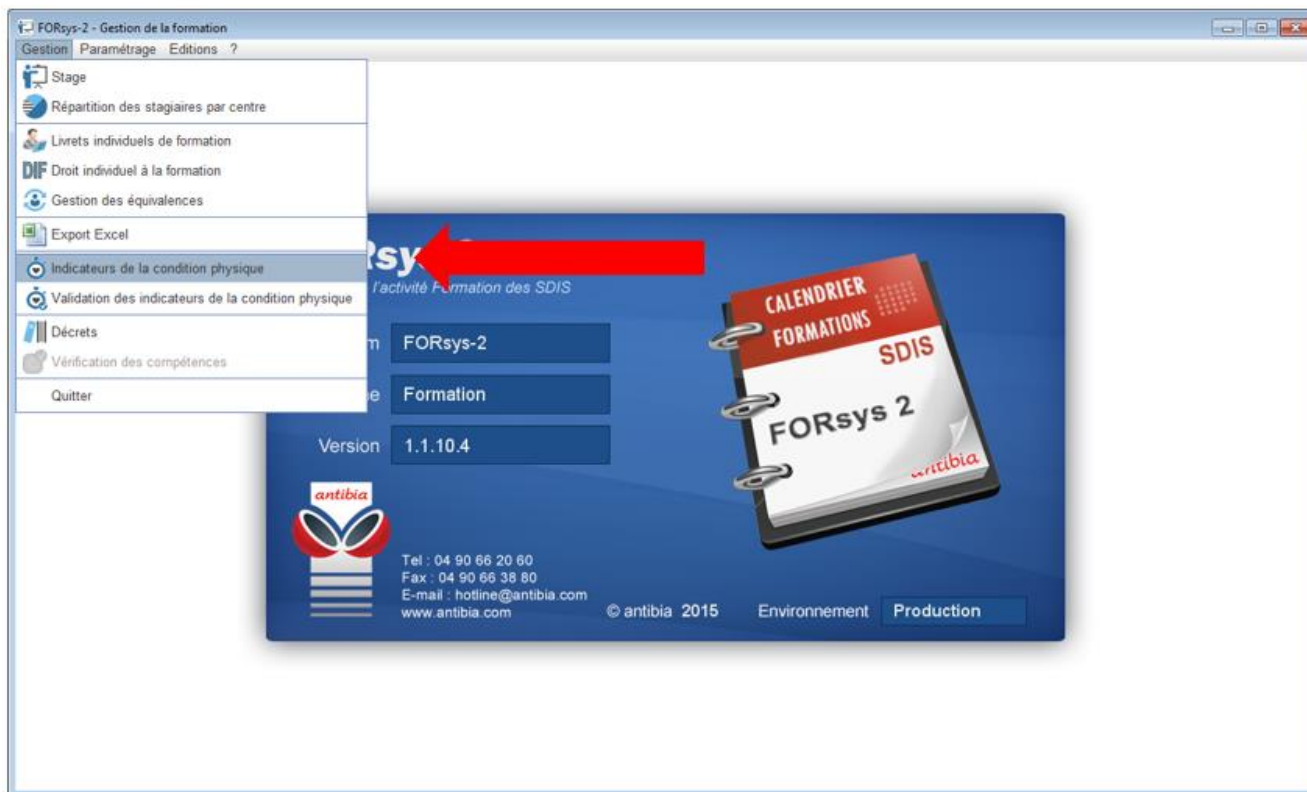 FORsys-2 - Gestion de la formation
Gestion Paramétrage Editions ?
Stage
Répartition des stagiaires par centre
Livrets individuels de formation
DIF Droit individuel à la formation
Gestion des équivalences
Export Excel
Indicateurs de la condition physique
Validation des indicateurs de la condition physique
Décrets
Vérification des compétences
Quitter
l'activité Formation des SDIS
FORsys-2
Formation
Version 1.1.10.4
CALENDRIER
FORMATIONS
SDIS
FORsys 2
antibia
antibia
Tel : 04 90 66 20 60
Fax : 04 90 66 38 80
E-mail : hotline@antibia.com
www.antibia.com
© antibia 2015 Environnement Production